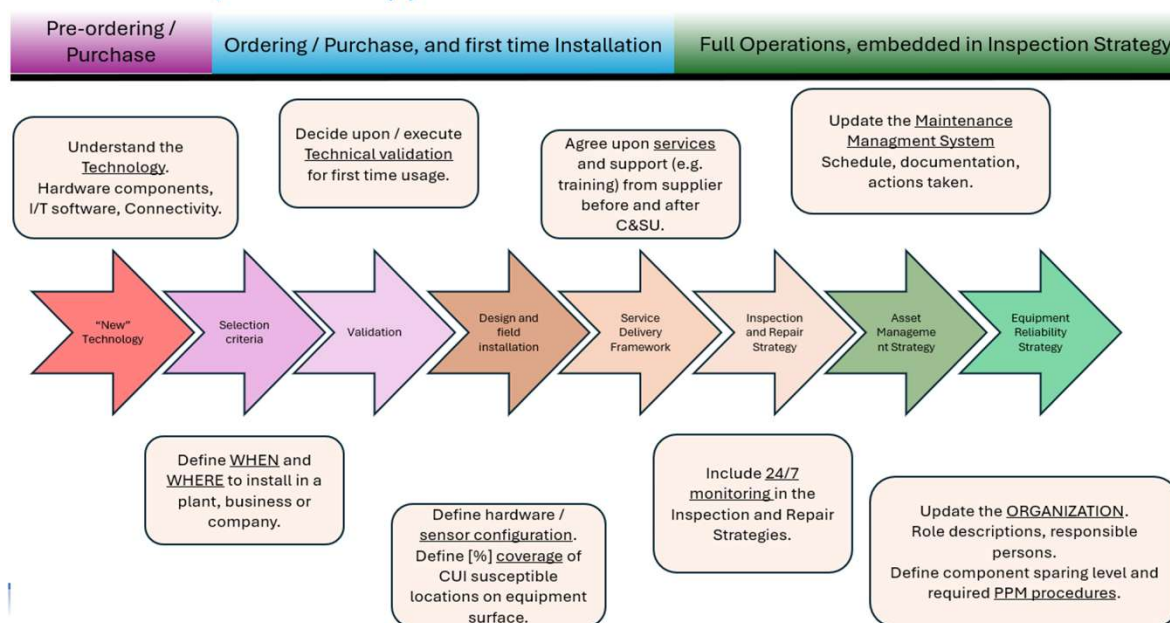 Pre-ordering /
Purchase
Ordering / Purchase, and first time Installation
Full Operations, embedded in Inspection Strategy
Understand the
Technology.
Hardware components,
I/T software, Connectivity.
Decide upon / execute
Technical validation
for first time usage.
Agree upon services
and support (e.g.
training) from supplier
before and after
C&SU.
Update the Maintenance
Managment System
Schedule, documentation,
actions taken.
"New"
Technology
Selection
criteria
Validation
Design and
field
installation
Service
Delivery
Framework
Inspection
and Repair
Strategy
Asset
Manageme
nt Strategy
Equipment
Reliability
Strategy
Define WHEN and
WHERE to install in a
plant, business or
company.
Define hardware /
sensor configuration.
Define [%] coverage of
CUI susceptible
locations on equipment
surface.
Include 24/7
monitoring in the
Inspection and Repair
Strategies.
Update the ORGANIZATION.
Role descriptions, responsible
persons.
Define component sparing level and
required PPM procedures.